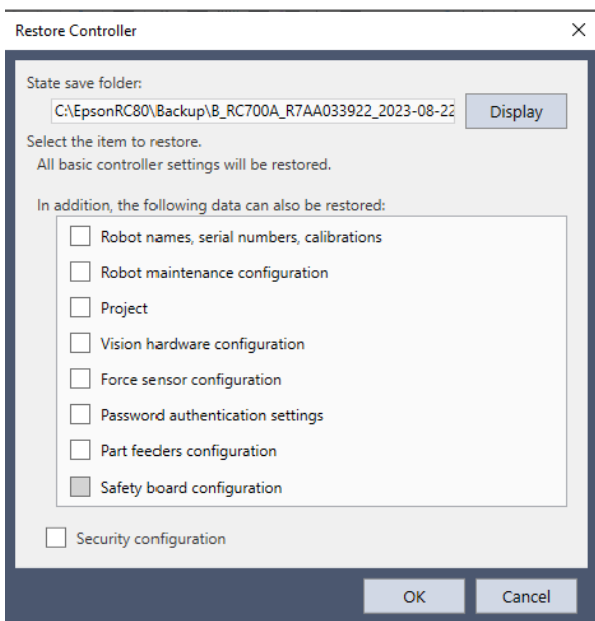 Restore Controller
State save folder:
C:\EpsonRC80\Backup\B_RC700A_R7AA033922_2023-08-22
Display
Select the item to restore.
All basic controller settings will be restored.
In addition, the following data can also be restored:
Robot names, serial numbers, calibrations
Robot maintenance configuration
Project
Vision hardware configuration
Force sensor configuration
Password authentication settings
Part feeders configuration
Safety board configuration
Security configuration
OK
Cancel